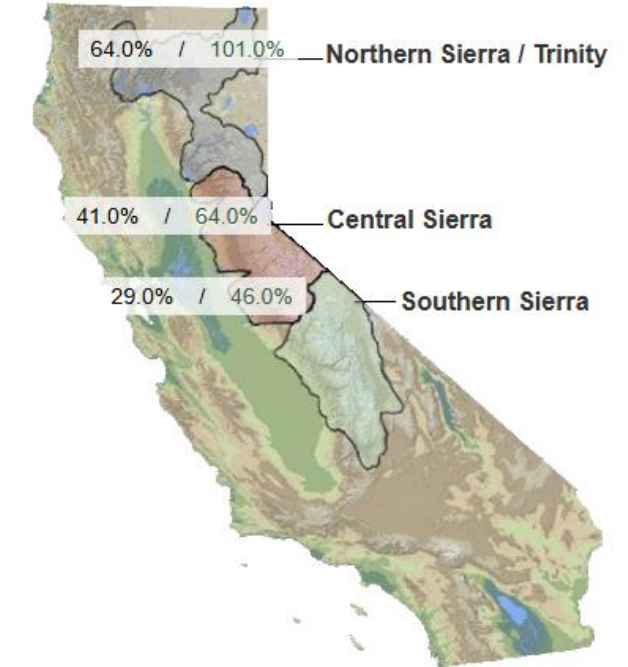 64.0% / 101.0%
Northern Sierra / Trinity
41.0% / 64.0%
Central Sierra
29.0% / 46.0%
Southern Sierra